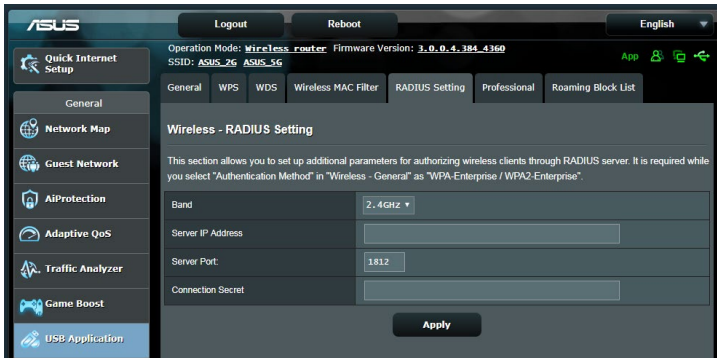 ASUS
Logout
Reboot
English
Quick Internet
Setup
Operation Mode: Wireless router Firmware Version: 3.0.0.4.384_4360
SSID: ASUS_2G ASUS_5G
App
General
WPS
WDS
Wireless MAC Filter
RADIUS Setting
Professional
Roaming Block List
General
Network Map
Guest Network
AiProtection
Adaptive QoS
Traffic Analyzer
Game Boost
USB Application
Wireless - RADIUS Setting
This section allows you to set up additional parameters for authorizing wireless clients through RADIUS server. It is required while
you select "Authentication Method" in "Wireless - General" as "WPA-Enterprise / WPA2-Enterprise".
Band
2.4GHz
Server IP Address
Server Port:
1812
Connection Secret
Apply